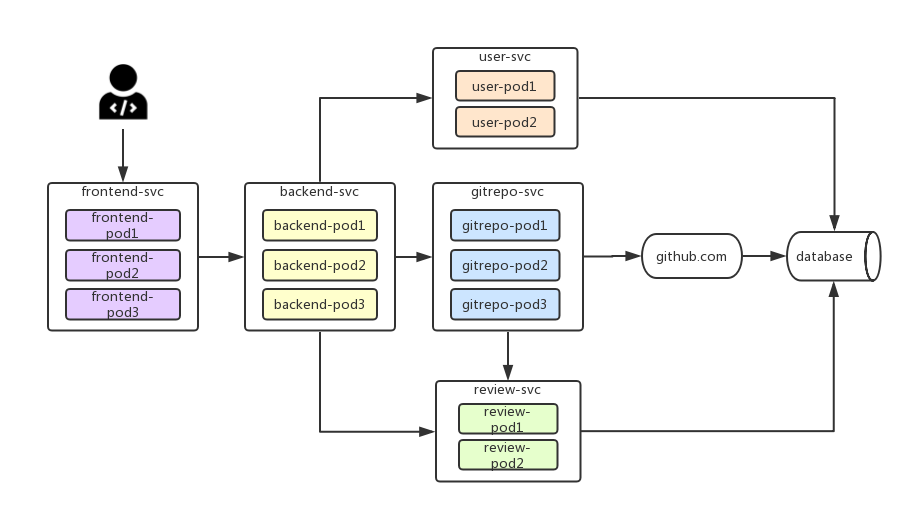 user-svc
user-pod1
user-pod2
frontend-svc
frontend-
pod1
frontend-
pod2
frontend-
pod3
backend-svc
backend-pod1
backend-pod2
backend-pod3
gitrepo-svc
gitrepo-pod1
gitrepo-pod2
gitrepo-pod3
github.com
database
review-svc
review-
pod1
review-
pod2